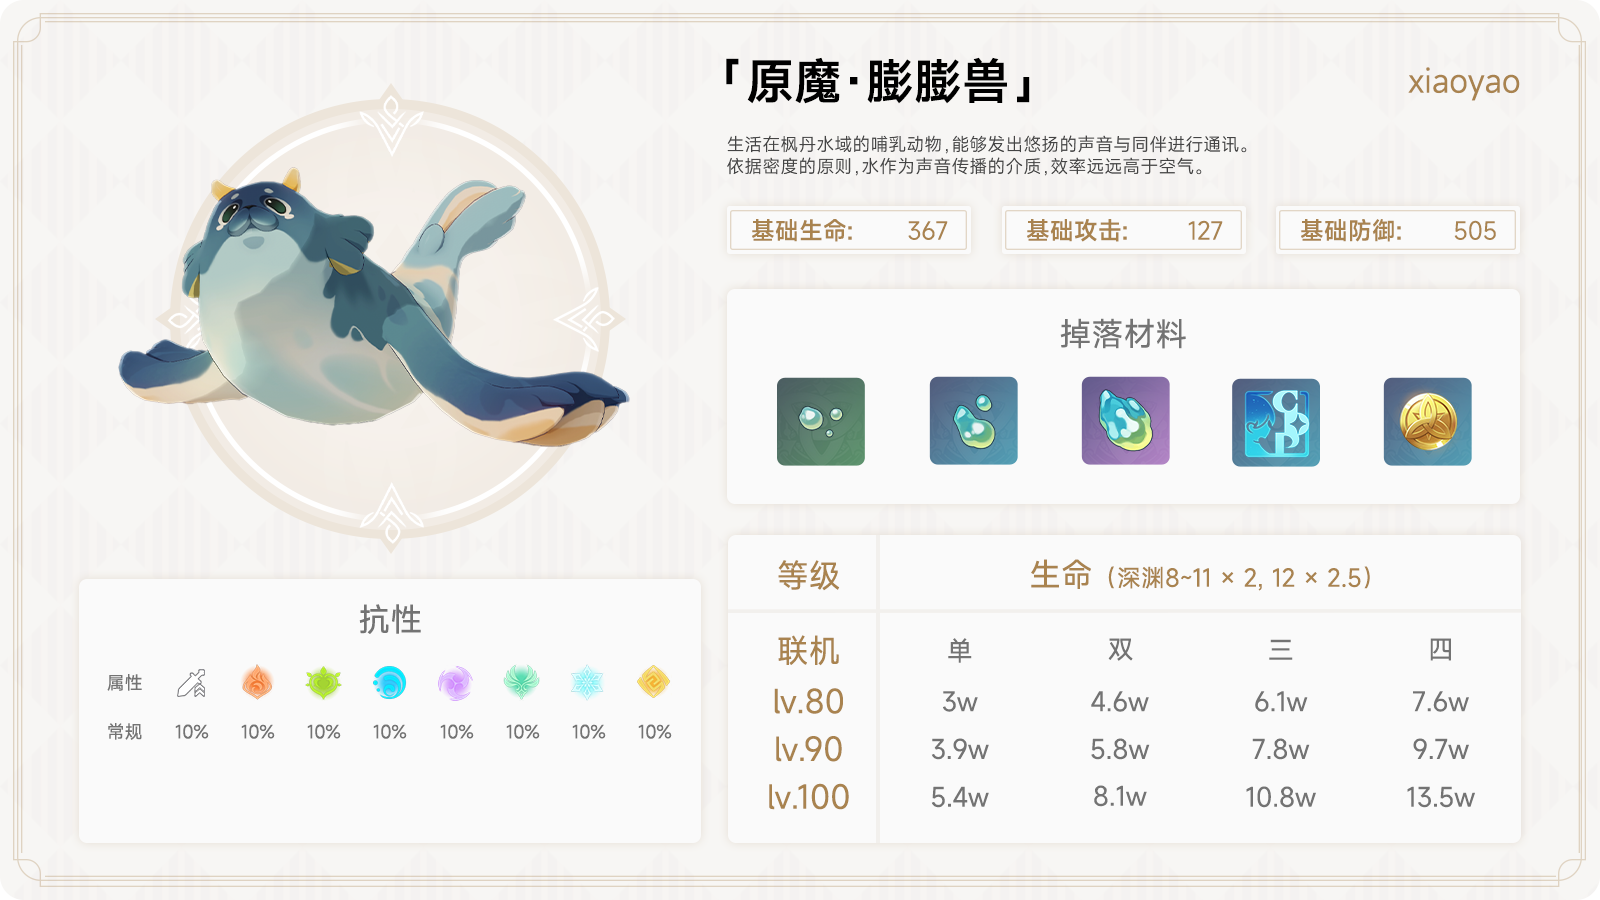 「原魔·膨膨兽」
xiaoyao
生活在枫丹水域的哺乳动物,能够发出悠扬的声音与同伴进行通讯。
依据密度的原则,水作为声音传播的介质,效率远远高于空气。
基础生命: 367
基础攻击: 127
基础防御: 505
掉落材料
抗性
属性
常规 10% 10% 10% 10% 10% 10% 10% 10%
等级 生命 (深渊8~11 × 2, 12 × 2.5)
联机 单 双 三 四
lv.80 3w 4.6w 6.1w 7.6w
lv.90 3.9w 5.8w 7.8w 9.7w
lv.100 5.4w 8.1w 10.8w 13.5w